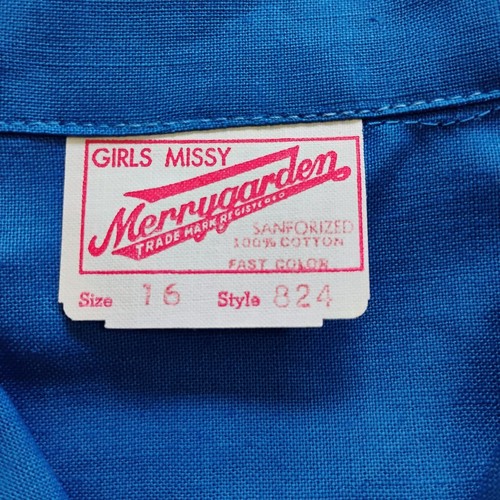 GIRLS MISSY
Merrygarden
TRADE MARK REGISTERED
SANFORIZED
100% COTTON
FAST COLOR
Size 16 Style 824